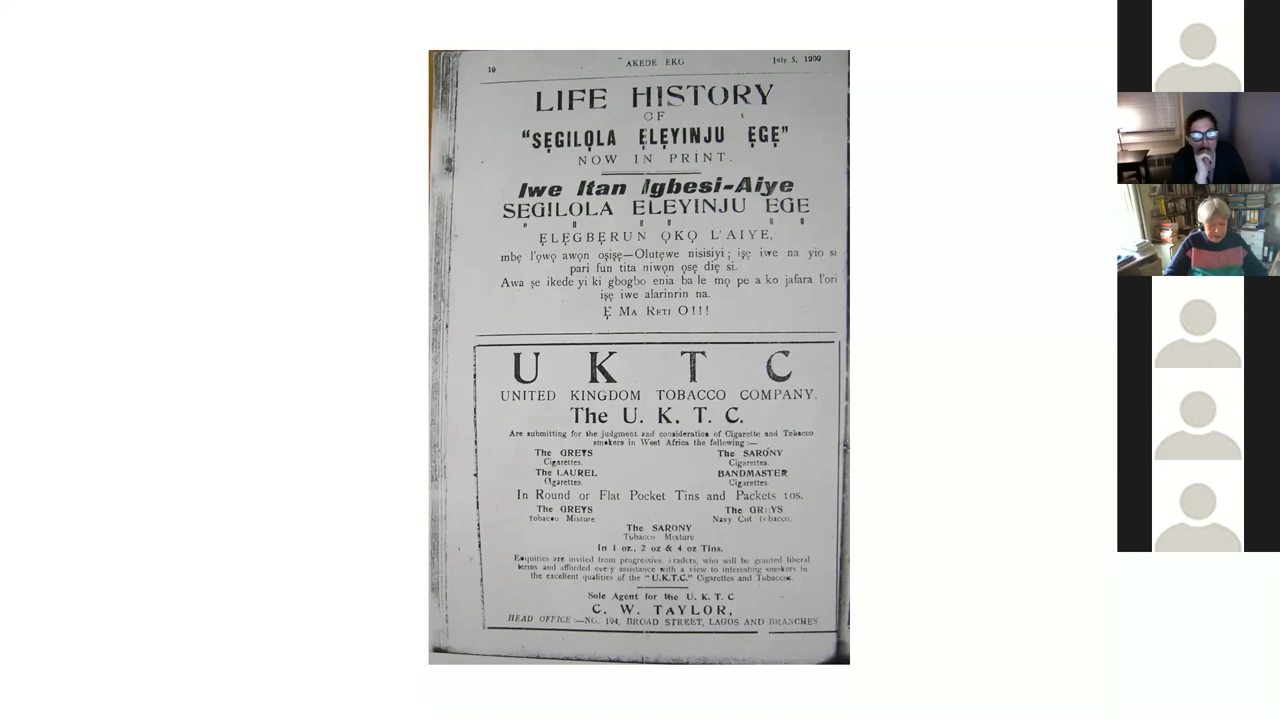 10
AKEDE EKO
July 5, 1930
LIFE HISTORY
OF
“SẸGILỌLA ẸLẸYINJU ẸGẸ”
NOW IN PRINT.
Iwe Itan Igbesi-Aiye
SẸGILỌLA ẸLẸYINJU ẸGẸ
ẸLẸGBẸRUN ỌKỌ L'AIYE,
mbẹ l'ọwọ awọn oṣiṣẹ—Olutẹwe nisisiyi; iṣẹ iwe na yio si
pari fun tita niwọn ọsẹ diẹ si.
Awa ṣe ikede yi ki gbogbo enia ba le mọ pe a ko jafara l'ori
iṣẹ iwe alarinrin na.
Ẹ MA RETI O!!!
U K T C
UNITED KINGDOM TOBACCO COMPANY.
The U. K. T. C.
Are submitting for the judgment and consideration of Cigarette and Tobacco
smokers in West Africa the following:—
The GREYS The SARONY
Cigarettes. Cigarettes.
The LAUREL BANDMASTER
Cigarettes. Cigarettes.
In Round or Flat Pocket Tins and Packets 10s.
The GREYS The GREYS
Tobacco Mixture. Navy Cut Tobacco.
The SARONY
Tobacco Mixture
In 1 oz., 2 oz & 4 oz Tins.
Enquiries are invited from progressive Traders, who will be granted liberal
terms and afforded every assistance with a view to interesting smokers in
the excellent qualities of the “U.K.T.C.” Cigarettes and Tobaccos.
Sole Agent for the U. K. T. C
C. W. TAYLOR,
HEAD OFFICE:—NO. 194, BROAD STREET, LAGOS AND BRANCHES